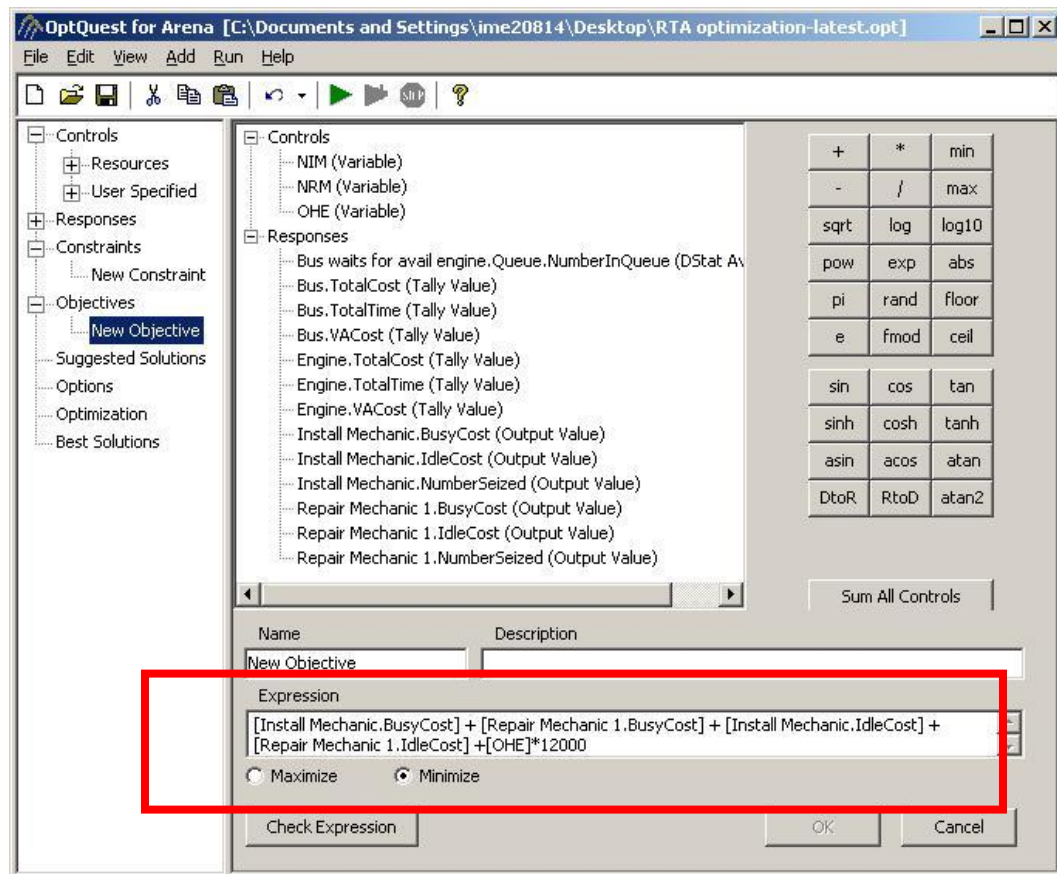 OptQuest for Arena [C:\Documents and Settings\ime20814\Desktop\RTA optimization-latest.opt]
File Edit View Add Run Help
Controls
Resources
User Specified
Responses
Constraints
New Constraint
Objectives
New Objective
Suggested Solutions
Options
Optimization
Best Solutions
Controls
NIM (Variable)
NRM (Variable)
OHE (Variable)
Responses
Bus waits for avail engine.Queue.NumberInQueue (DStat Av
Bus.TotalCost (Tally Value)
Bus.TotalTime (Tally Value)
Bus.VACost (Tally Value)
Engine.TotalCost (Tally Value)
Engine.TotalTime (Tally Value)
Engine.VACost (Tally Value)
Install Mechanic.BusyCost (Output Value)
Install Mechanic.IdleCost (Output Value)
Install Mechanic.NumberSeized (Output Value)
Repair Mechanic 1.BusyCost (Output Value)
Repair Mechanic 1.IdleCost (Output Value)
Repair Mechanic 1.NumberSeized (Output Value)
+ * min
- / max
sqrt log log10
pow exp abs
pi rand floor
e fmod ceil
sin cos tan
sinh cosh tanh
asin acos atan
DtoR RtoD atan2
Sum All Controls
Name Description
New Objective
Expression
[Install Mechanic.BusyCost] + [Repair Mechanic 1.BusyCost] + [Install Mechanic.IdleCost] +
[Repair Mechanic 1.IdleCost] +[OHE]*12000
Maximize Minimize
Check Expression OK Cancel